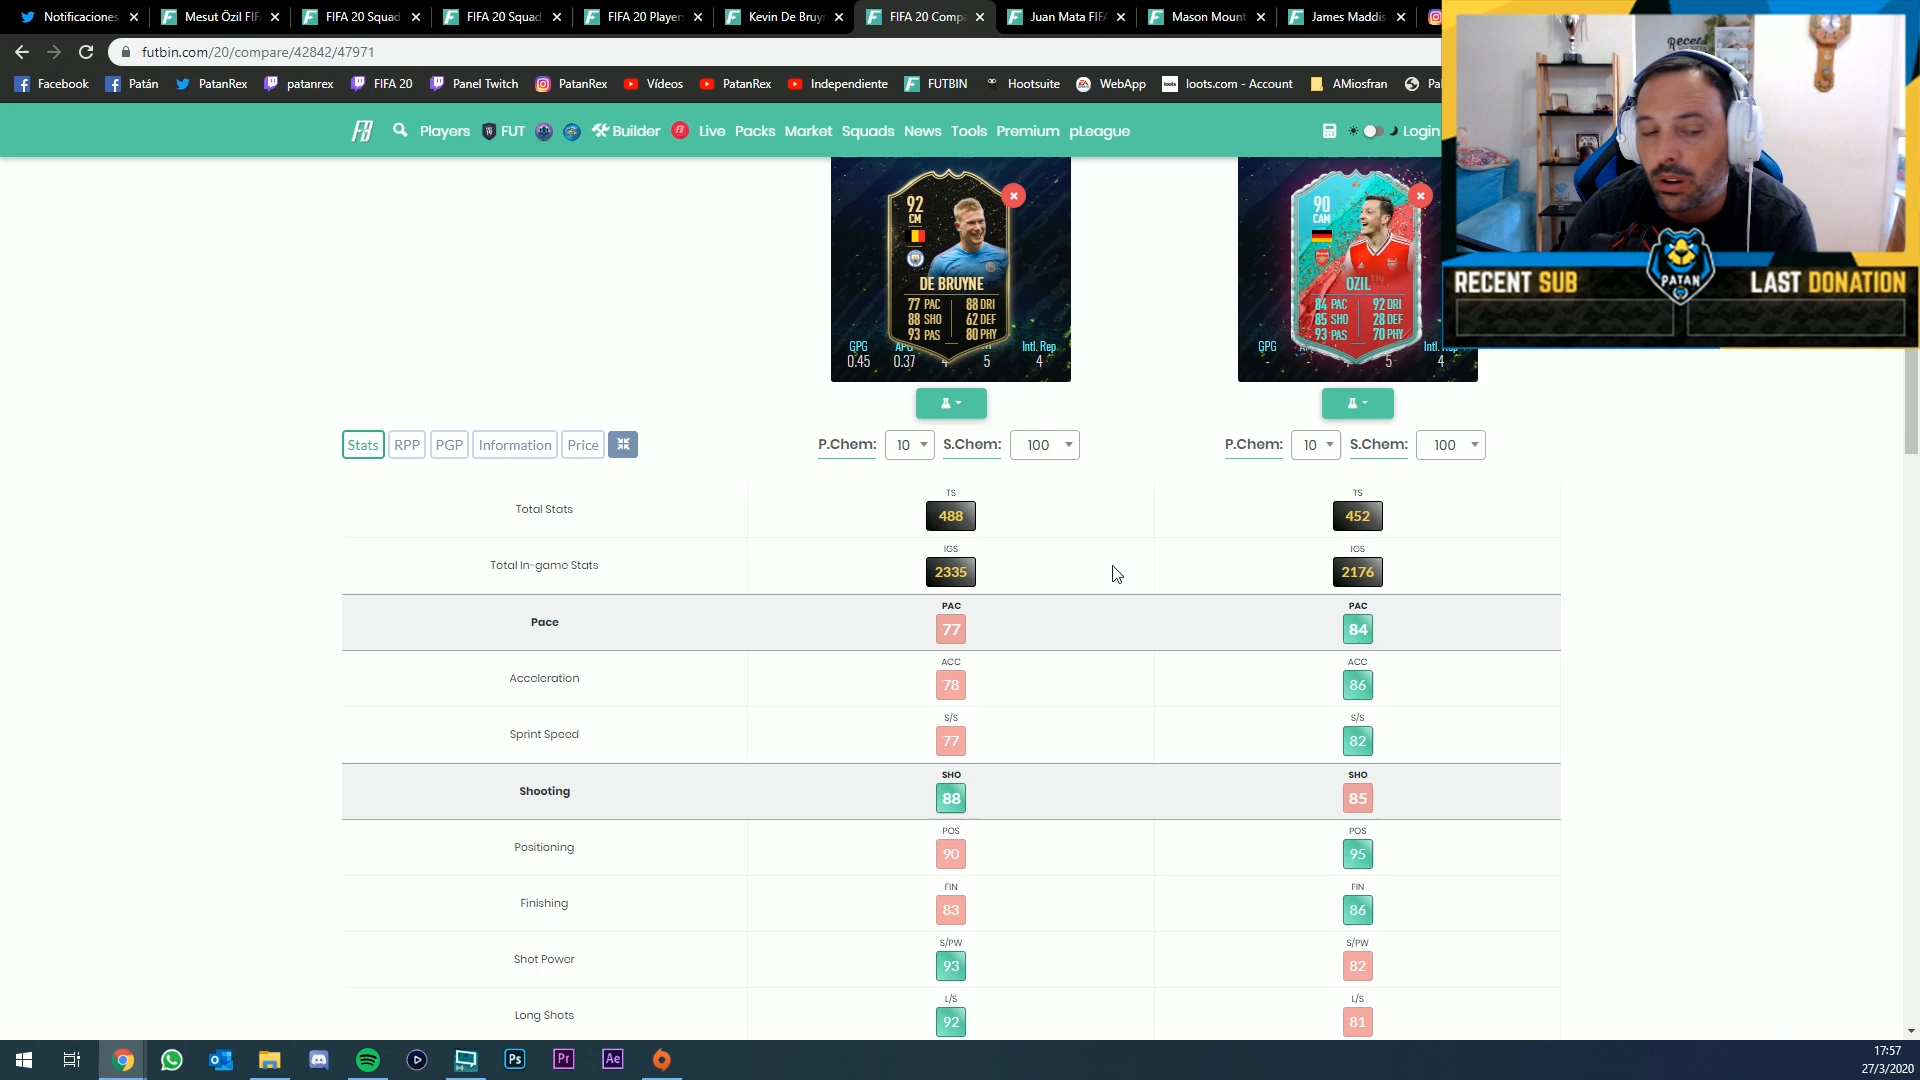 Notificaciones
Mesut Özil FIF
FIFA 20 Squad
FIFA 20 Squad
FIFA 20 Player
Kevin De Bruy
FIFA 20 Compa
Juan Mata FIFA
Mason Mount
James Maddis
futbin.com/20/compare/42842/47971
Facebook Patán PatanRex patanrex FIFA 20 Panel Twitch PatanRex Vídeos PatanRex Independiente FUTBIN Hootsuite WebApp loots.com - Account AMiosfran
Players FUT Builder Live Packs Market Squads News Tools Premium pLeague Login
92
CM
DE BRUYNE
77 PAC 88 DRI
88 SHO 62 DEF
93 PAS 80 PHY
GPG Intl. Rep
0.45 0.37 4 5 4
90
CAM
OZIL
84 PAC 92 DRI
85 SHO 28 DEF
93 PAS 70 PHY
GPG
- - 4 5 4
RECENT SUB
PATAN
LAST DONATION
Stats RPP PGP Information Price
P.Chem: 10 S.Chem: 100
P.Chem: 10 S.Chem: 100
TS TS
Total Stats 488 452
IGS IGS
Total In-game Stats 2335 2176
PAC PAC
Pace 77 84
ACC ACC
Acceleration 78 86
S/S S/S
Sprint Speed 77 82
SHO SHO
Shooting 88 85
POS POS
Positioning 90 95
FIN FIN
Finishing 83 86
S/PW S/PW
Shot Power 93 82
L/S L/S
Long Shots 92 81
Ps Pr Ae
17:57
27/3/2020